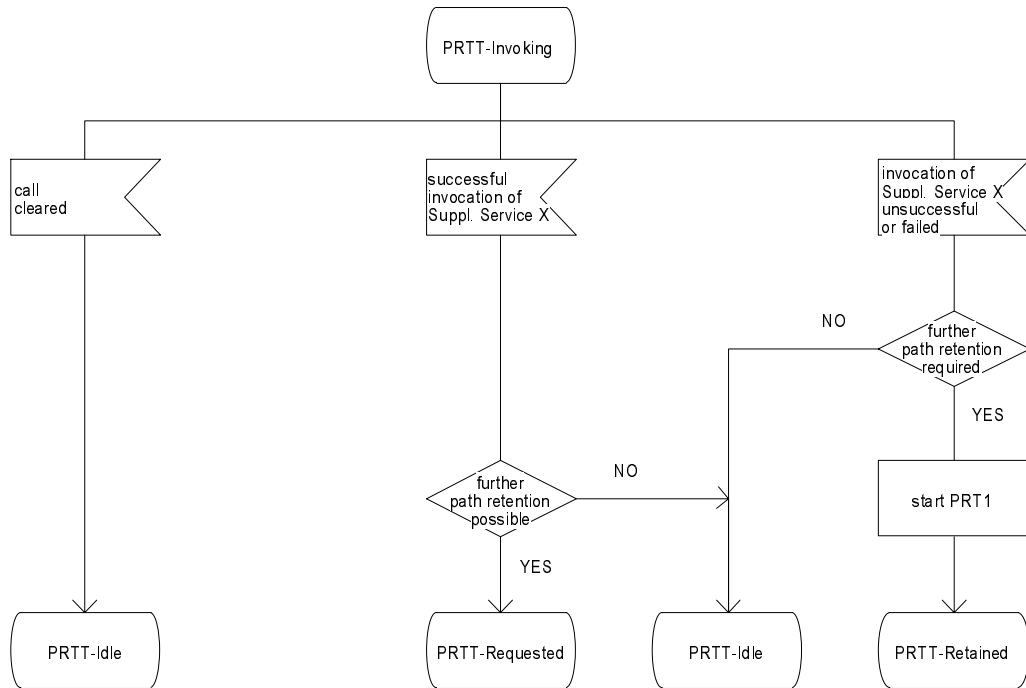 PRTT-Invoking
call
cleared
successful
invocation of
Suppl. Service X
invocation of
Suppl. Service X
unsuccessful
or failed
NO
further
path retention
required
YES
NO
further
path retention
possible
start PRT1
YES
PRTT-Idle
PRTT-Requested
PRTT-Idle
PRTT-Retained